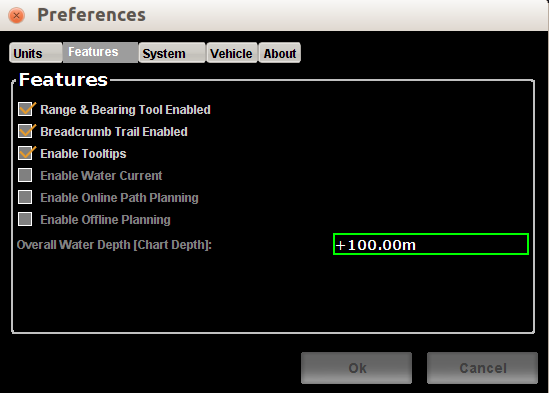 Preferences
Units Features System Vehicle About
Features
Range & Bearing Tool Enabled
Breadcrumb Trail Enabled
Enable Tooltips
Enable Water Current
Enable Online Path Planning
Enable Offline Planning
Overall Water Depth [Chart Depth]: +100.00m
Ok Cancel